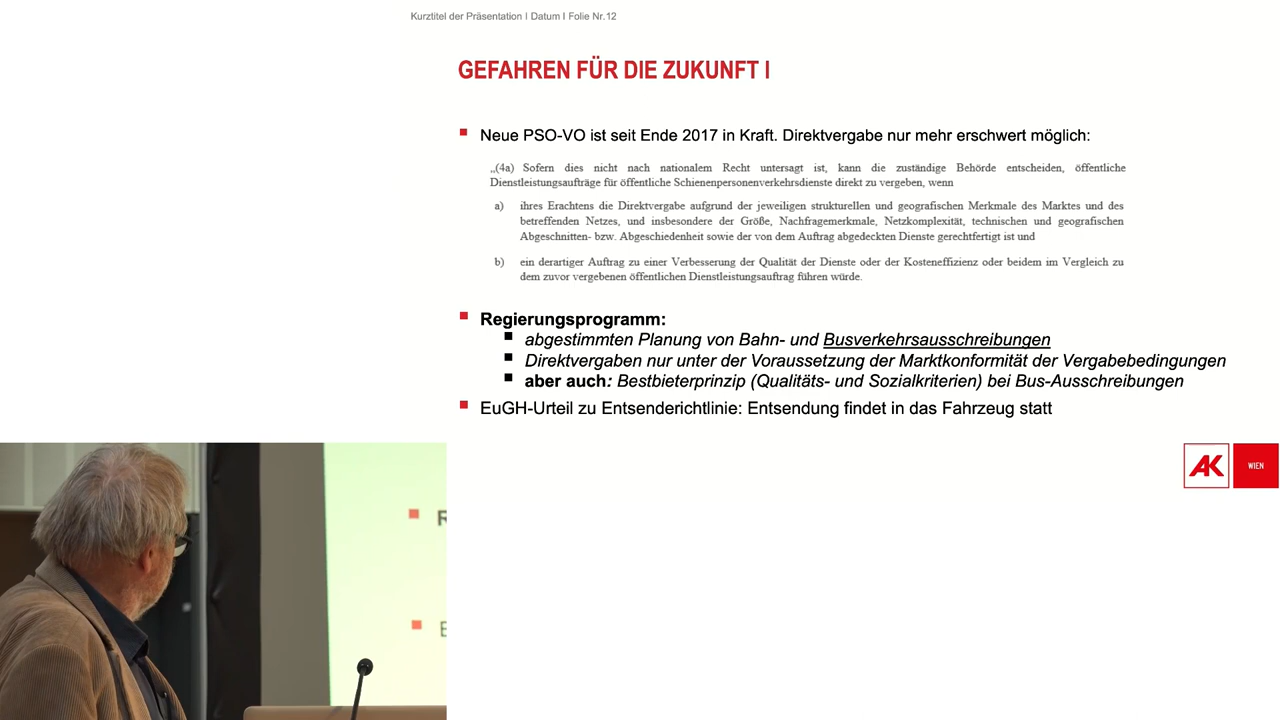 Kurztitel der Präsentation I Datum I Folie Nr.12
GEFAHREN FÜR DIE ZUKUNFT I
Neue PSO-VO ist seit Ende 2017 in Kraft. Direktvergabe nur mehr erschwert möglich:
„(4a) Sofern dies nicht nach nationalem Recht untersagt ist, kann die zuständige Behörde entscheiden, öffentliche
Dienstleistungsaufträge für öffentliche Schienenpersonenverkehrsdienste direkt zu vergeben, wenn
a) ihres Erachtens die Direktvergabe aufgrund der jeweiligen strukturellen und geografischen Merkmale des Marktes und des
betreffenden Netzes, und insbesondere der Größe, Nachfragemerkmale, Netzkomplexität, technischen und geografischen
Abgeschnitten- bzw. Abgeschiedenheit sowie der von dem Auftrag abgedeckten Dienste gerechtfertigt ist und
b) ein derartiger Auftrag zu einer Verbesserung der Qualität der Dienste oder der Kosteneffizienz oder beidem im Vergleich zu
dem zuvor vergebenen öffentlichen Dienstleistungsauftrag führen würde.
Regierungsprogramm:
abgestimmten Planung von Bahn- und Busverkehrsausschreibungen
Direktvergaben nur unter der Voraussetzung der Marktkonformität der Vergabebedingungen
aber auch: Bestbieterprinzip (Qualitäts- und Sozialkriterien) bei Bus-Ausschreibungen
EuGH-Urteil zu Entsenderichtlinie: Entsendung findet in das Fahrzeug statt
AK WIEN
R
E